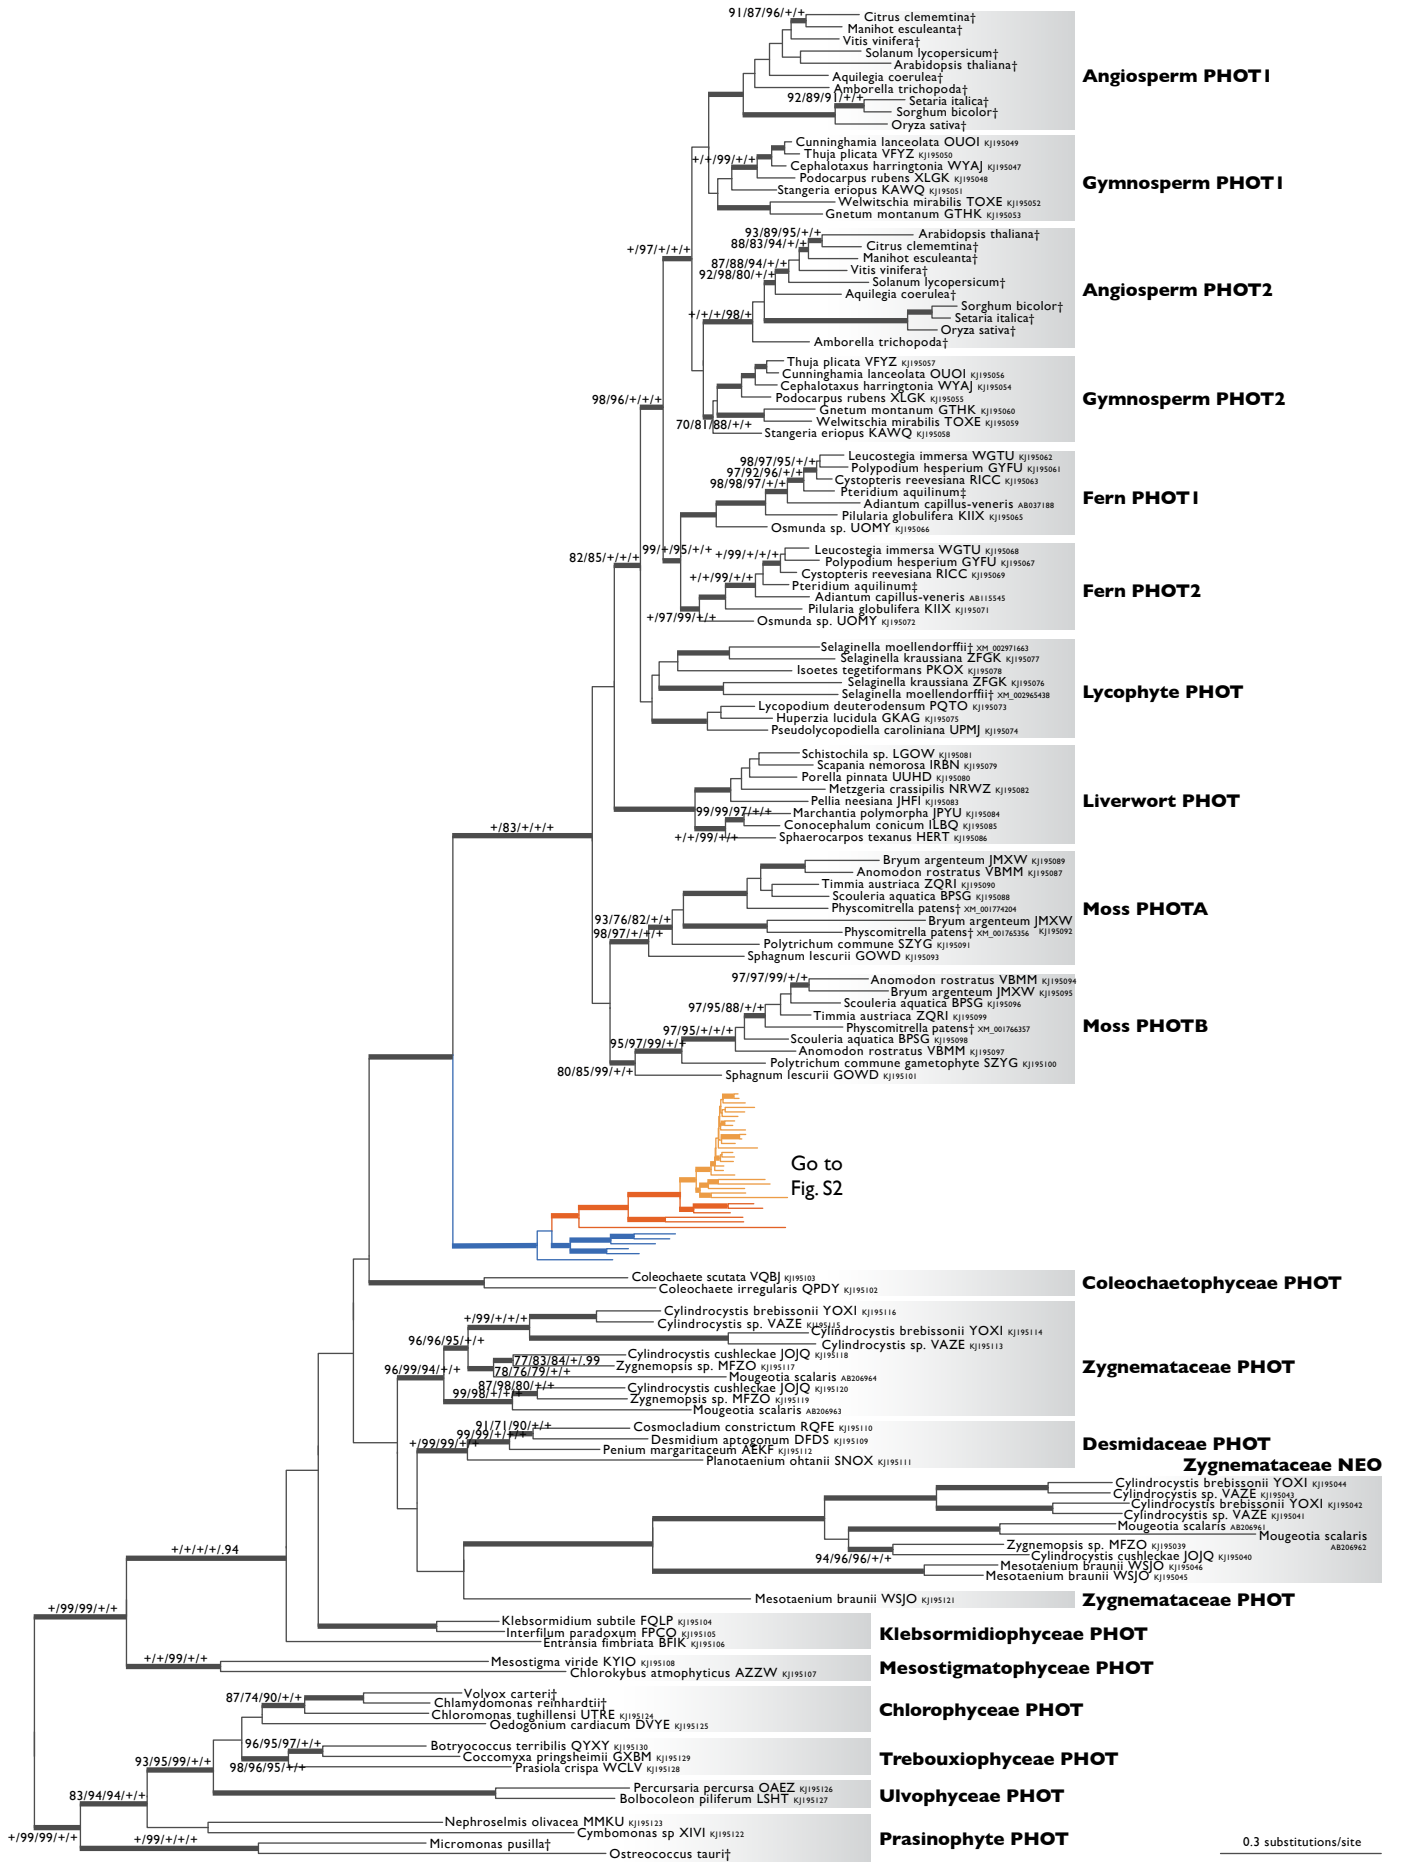 91/87/96/+/+
Citrus clementina†
Manihot esculeanta†
Vitis vinifera†
Solanum lycopersicum†
Arabidopsis thaliana†
Aquilegia coerulea†
Amborella trichopoda†
92/89/91/+/+
Setaria italica†
Sorghum bicolor†
Oryza sativa†
Angiosperm PHOT1
Cunninghamia lanceolata OUOI KJ195049
Thuja plicata VFYZ KJ195050
+/+/99/+/+
Cephalotaxus harringtonia WYAJ KJ195047
Podocarpus rubens XLGK KJ195048
Stangeria eriopus KAWQ KJ195051
Welwitschia mirabilis TOXE KJ195052
Gnetum montanum GTHK KJ195053
Gymnosperm PHOT1
93/89/95/+/+
Arabidopsis thaliana†
88/83/94/+/+
Citrus clementina†
+/97/+/+/+
Manihot esculeanta†
87/88/94/+/+
Vitis vinifera†
92/98/80/+/+
Solanum lycopersicum†
Aquilegia coerulea†
Sorghum bicolor†
+/+/+/98/+
Setaria italica†
Oryza sativa†
Amborella trichopoda†
Angiosperm PHOT2
Thuja plicata VFYZ KJ195057
Cunninghamia lanceolata OUOI KJ195056
Cephalotaxus harringtonia WYAJ KJ195054
Podocarpus rubens XLGK KJ195055
98/96/+/+/+
Gnetum montanum GTHK KJ195060
Welwitschia mirabilis TOXE KJ195059
70/81/88/+/+
Stangeria eriopus KAWQ KJ195058
Gymnosperm PHOT2
Leucostegia immersa WGTU KJ195062
98/97/95/+/+
Polypodium hesperium GYFU KJ195061
97/92/96/+/+
Cystopteris reevesiana RICC KJ195063
98/98/97/+/+
Pteridium aquilinum‡
Adiantum capillus-veneris AB037188
Pilularia globulifera KIIX KJ195065
Osmunda sp. UOMY KJ195066
Fern PHOT1
82/85/+/+/+
99/+/95/+/+
+/99/+/+/+
Leucostegia immersa WGTU KJ195068
Polypodium hesperium GYFU KJ195067
Cystopteris reevesiana RICC KJ195069
+/+/99/+/+
Pteridium aquilinum‡
Adiantum capillus-veneris AB115545
Pilularia globulifera KIIX KJ195071
+/97/99/+/+
Osmunda sp. UOMY KJ195072
Fern PHOT2
Selaginella moellendorffii† XM_002971663
Selaginella kraussiana ZFGK KJ195077
Isoetes tegetiformans PKOX KJ195078
Selaginella kraussiana ZFGK KJ195076
Selaginella moellendorffii† XM_002965438
Lycopodium deuterodensum PQTO KJ195073
Huperzia lucidula GKAG KJ195075
Pseudolycopodiella caroliniana UPMJ KJ195074
Lycophyte PHOT
Schistochila sp. LGOW KJ195081
Scapania nemorosa IRBN KJ195079
Porella pinnata UUHD KJ195080
Metzgeria crassipilis NRWZ KJ195082
Pellia neesiana JHFI KJ195083
99/99/97/+/+
Marchantia polymorpha JPYU KJ195084
Conocephalum conicum ILBQ KJ195085
+/+/99/+/+
Sphaerocarpos texanus HERT KJ195086
Liverwort PHOT
+/83/+/+/+
Bryum argenteum JMXW KJ195089
Anomodon rostratus VBMM KJ195087
Timmia austriaca ZQRI KJ195090
Scouleria aquatica BPSG KJ195088
Physcomitrella patens† XM_001774204
93/76/82/+/+
Bryum argenteum JMXW
98/97/+/+/+
Physcomitrella patens† XM_001765356 KJ195092
Polytrichum commune SZYG KJ195091
Sphagnum lescurii GOWD KJ195093
Moss PHOTA
97/97/99/+/+
Anomodon rostratus VBMM KJ195094
Bryum argenteum JMXW KJ195095
97/95/88/+/+
Scouleria aquatica BPSG KJ195096
Timmia austriaca ZQRI KJ195099
97/95/+/+/+
Physcomitrella patens† XM_001766357
95/97/99/+/+
Scouleria aquatica BPSG KJ195098
Anomodon rostratus VBMM KJ195097
80/85/99/+/+
Polytrichum commune gametophyte SZYG KJ195100
Sphagnum lescurii GOWD KJ195101
Moss PHOTB
Go to
Fig. S2
Coleochaete scutata VQBJ KJ195103
Coleochaete irregularis QPDY KJ195102
Coleochaetophyceae PHOT
+/99/+/+/+
Cylindrocystis brebissonii YOXI KJ195116
Cylindrocystis sp. VAZE KJ195115
Cylindrocystis brebissonii YOXI KJ195114
96/96/95/+/+
Cylindrocystis sp. VAZE KJ195113
Cylindrocystis cushleckae JOJQ KJ195118
77/83/84/+/.99
96/99/94/+/+
Zygnemopsis sp. MFZO KJ195117
78/76/79/+/+
Mougeotia scalaris AB206964
87/98/80/+/+
Cylindrocystis cushleckae JOJQ KJ195120
99/98/+/+/+
Zygnemopsis sp. MFZO KJ195119
Mougeotia scalaris AB206963
Zygnemataceae PHOT
91/71/90/+/+
Cosmocladium constrictum RQFE KJ195110
99/99/+/+/+
Desmidium aptogonum DFDS KJ195109
+/99/99/+/+
Penium margaritaceum AEKF KJ195112
Planotaenium ohtanii SNOX KJ195111
Desmidaceae PHOT
Zygnemataceae NEO
Cylindrocystis brebissonii YOXI KJ195044
Cylindrocystis sp. VAZE KJ195043
Cylindrocystis brebissonii YOXI KJ195042
Cylindrocystis sp. VAZE KJ195041
Mougeotia scalaris AB206961
Mougeotia scalaris
AB206962
Zygnemopsis sp. MFZO KJ195039
94/96/96/+/+
Cylindrocystis cushleckae JOJQ KJ195040
Mesotaenium braunii WSJO KJ195046
Mesotaenium braunii WSJO KJ195045
+/+/+/+/.94
Mesotaenium braunii WSJO KJ195121
Zygnemataceae PHOT
+/99/99/+/+
Klebsormidium subtile FQLP KJ195104
Interfilum paradoxum FPCO KJ195105
Entransia fimbriata BFIK KJ195106
Klebsormidiophyceae PHOT
+/+/99/+/+
Mesostigma viride KYIO KJ195108
Chlorokybus atmophyticus AZZW KJ195107
Mesostigmatophyceae PHOT
87/74/90/+/+
Volvox carteri†
Chlamydomonas reinhardtii†
Chloromonas tughillensi UTRE KJ195124
Oedogonium cardiacum DVYE KJ195125
Chlorophyceae PHOT
96/95/97/+/+
Botryococcus terribilis QYXY KJ195130
93/95/99/+/+
Coccomyxa pringsheimii GXBM KJ195129
98/96/95/+/+
Prasiola crispa WCLV KJ195128
Trebouxiophyceae PHOT
83/94/94/+/+
Percursaria percursa OAEZ KJ195126
Bolbocoleon piliferum LSHT KJ195127
Ulvophyceae PHOT
+/99/99/+/+
Nephroselmis olivacea MMKU KJ195123
Cymbomonas sp XIVI KJ195122
+/99/+/+/+
Micromonas pusilla†
Ostreococcus tauri†
Prasinophyte PHOT
0.3 substitutions/site